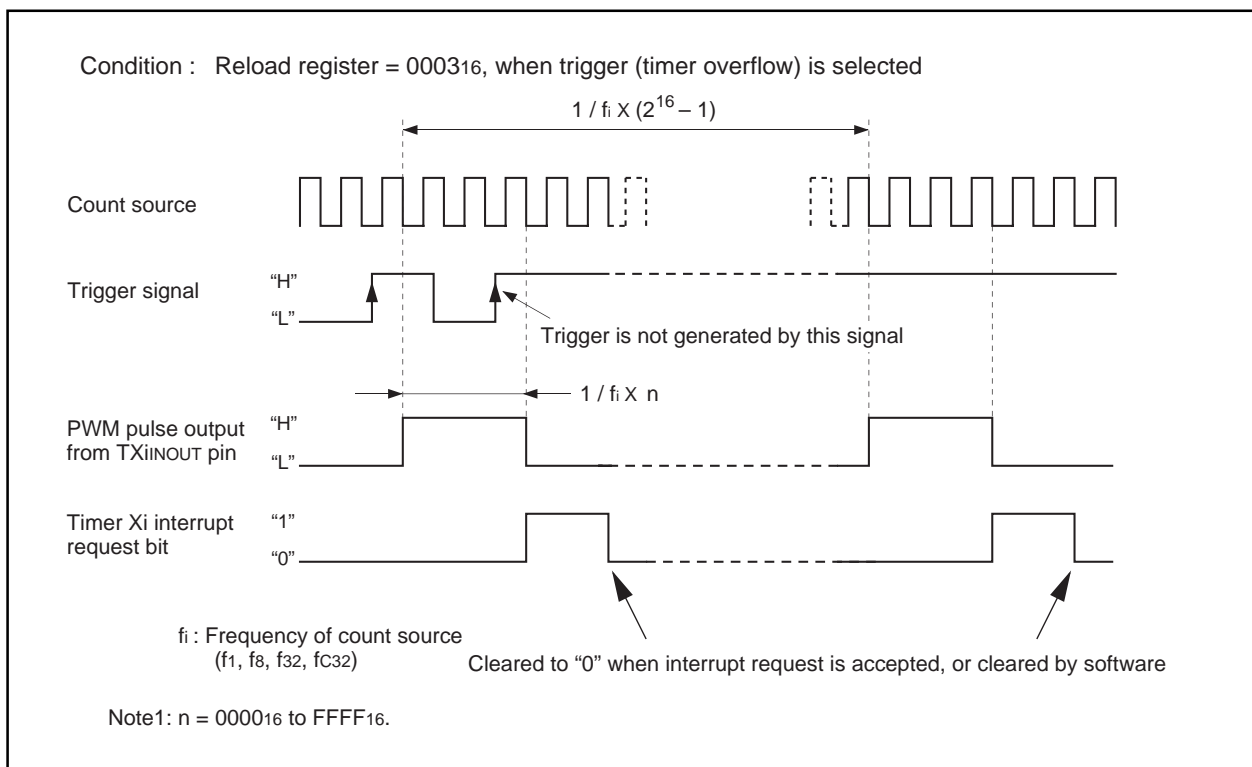 Condition : Reload register = 000316, when trigger (timer overflow) is selected
1 / fi X (2^16 – 1)
Count source
Trigger signal
“H”
“L”
Trigger is not generated by this signal
1 / fi X n
PWM pulse output
from TXiINOUT pin
“H”
“L”
Timer Xi interrupt
request bit
“1”
“0”
fi : Frequency of count source
(f1, f8, f32, fC32)
Cleared to “0” when interrupt request is accepted, or cleared by software
Note1: n = 000016 to FFFF16.